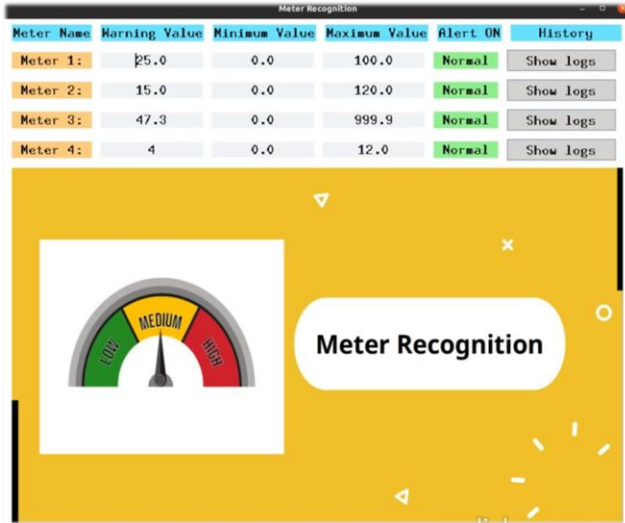 Meter Recognition
Meter Name Warning Value Minimum Value Maximum Value Alert ON History
Meter 1: 25.0 0.0 100.0 Normal Show logs
Meter 2: 15.0 0.0 120.0 Normal Show logs
Meter 3: 47.3 0.0 999.9 Normal Show logs
Meter 4: 4 0.0 12.0 Normal Show logs
LOW MEDIUM HIGH
Meter Recognition